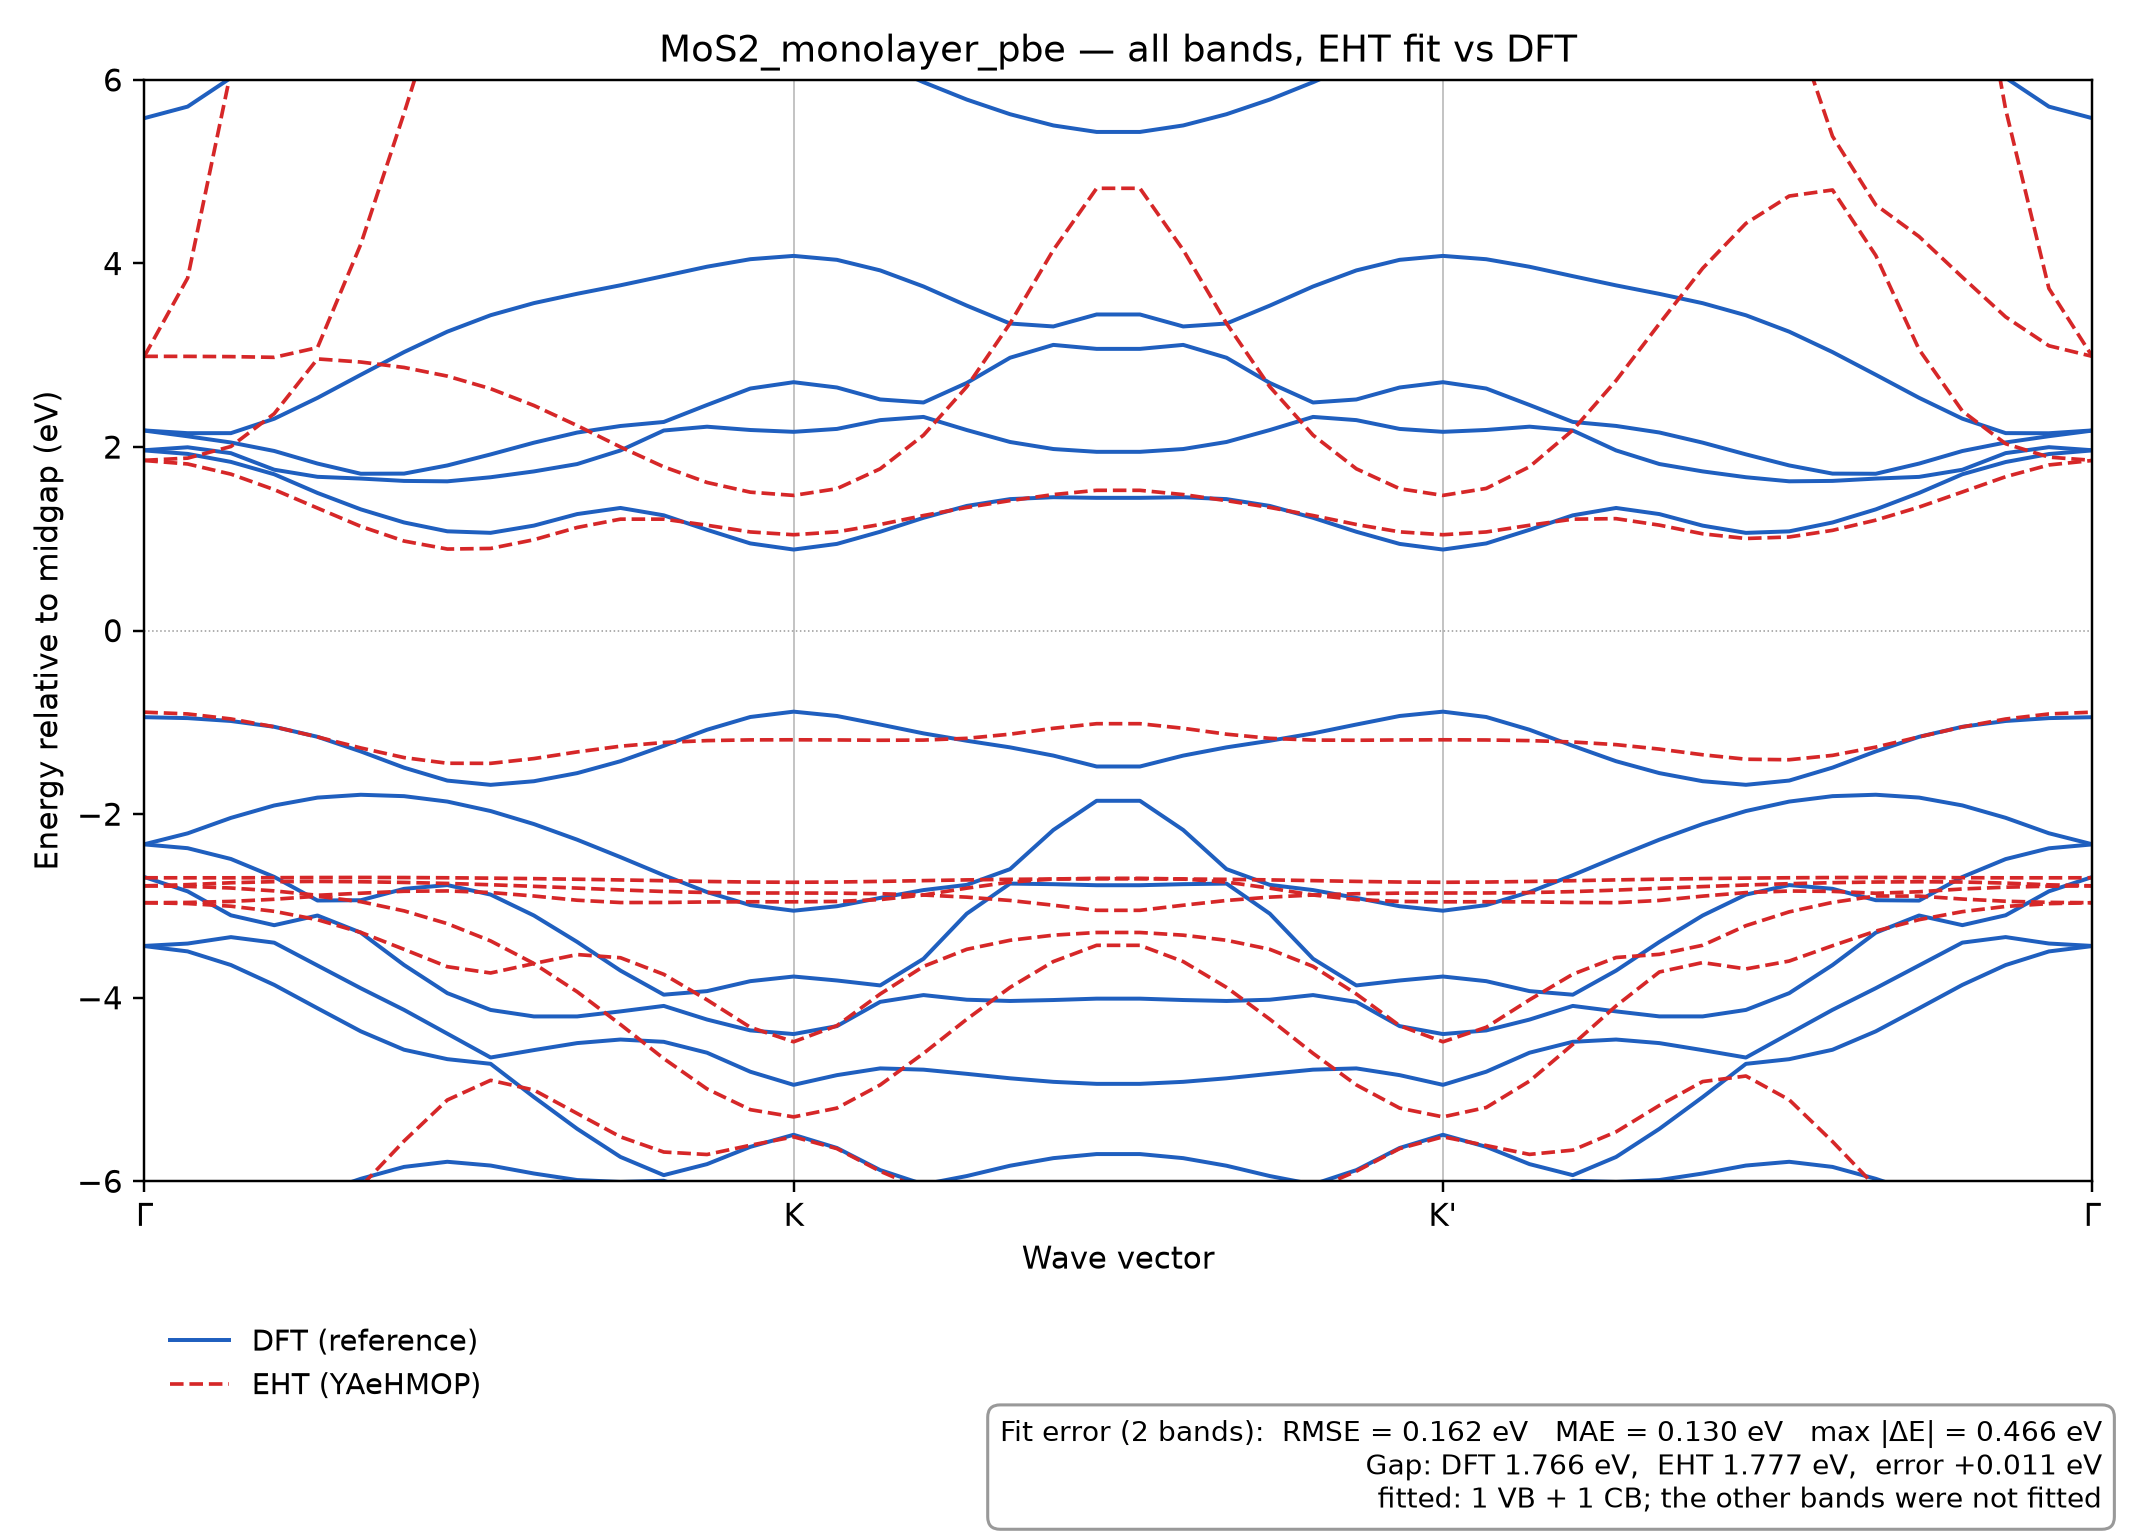 MoS2_monolayer_pbe — all bands, EHT fit vs DFT
Energy relative to midgap (eV)
6
4
2
0
−2
−4
−6
Γ K K' Γ
Wave vector
DFT (reference)
EHT (YAeHMOP)
Fit error (2 bands): RMSE = 0.162 eV MAE = 0.130 eV max |ΔE| = 0.466 eV
Gap: DFT 1.766 eV, EHT 1.777 eV, error +0.011 eV
fitted: 1 VB + 1 CB; the other bands were not fitted